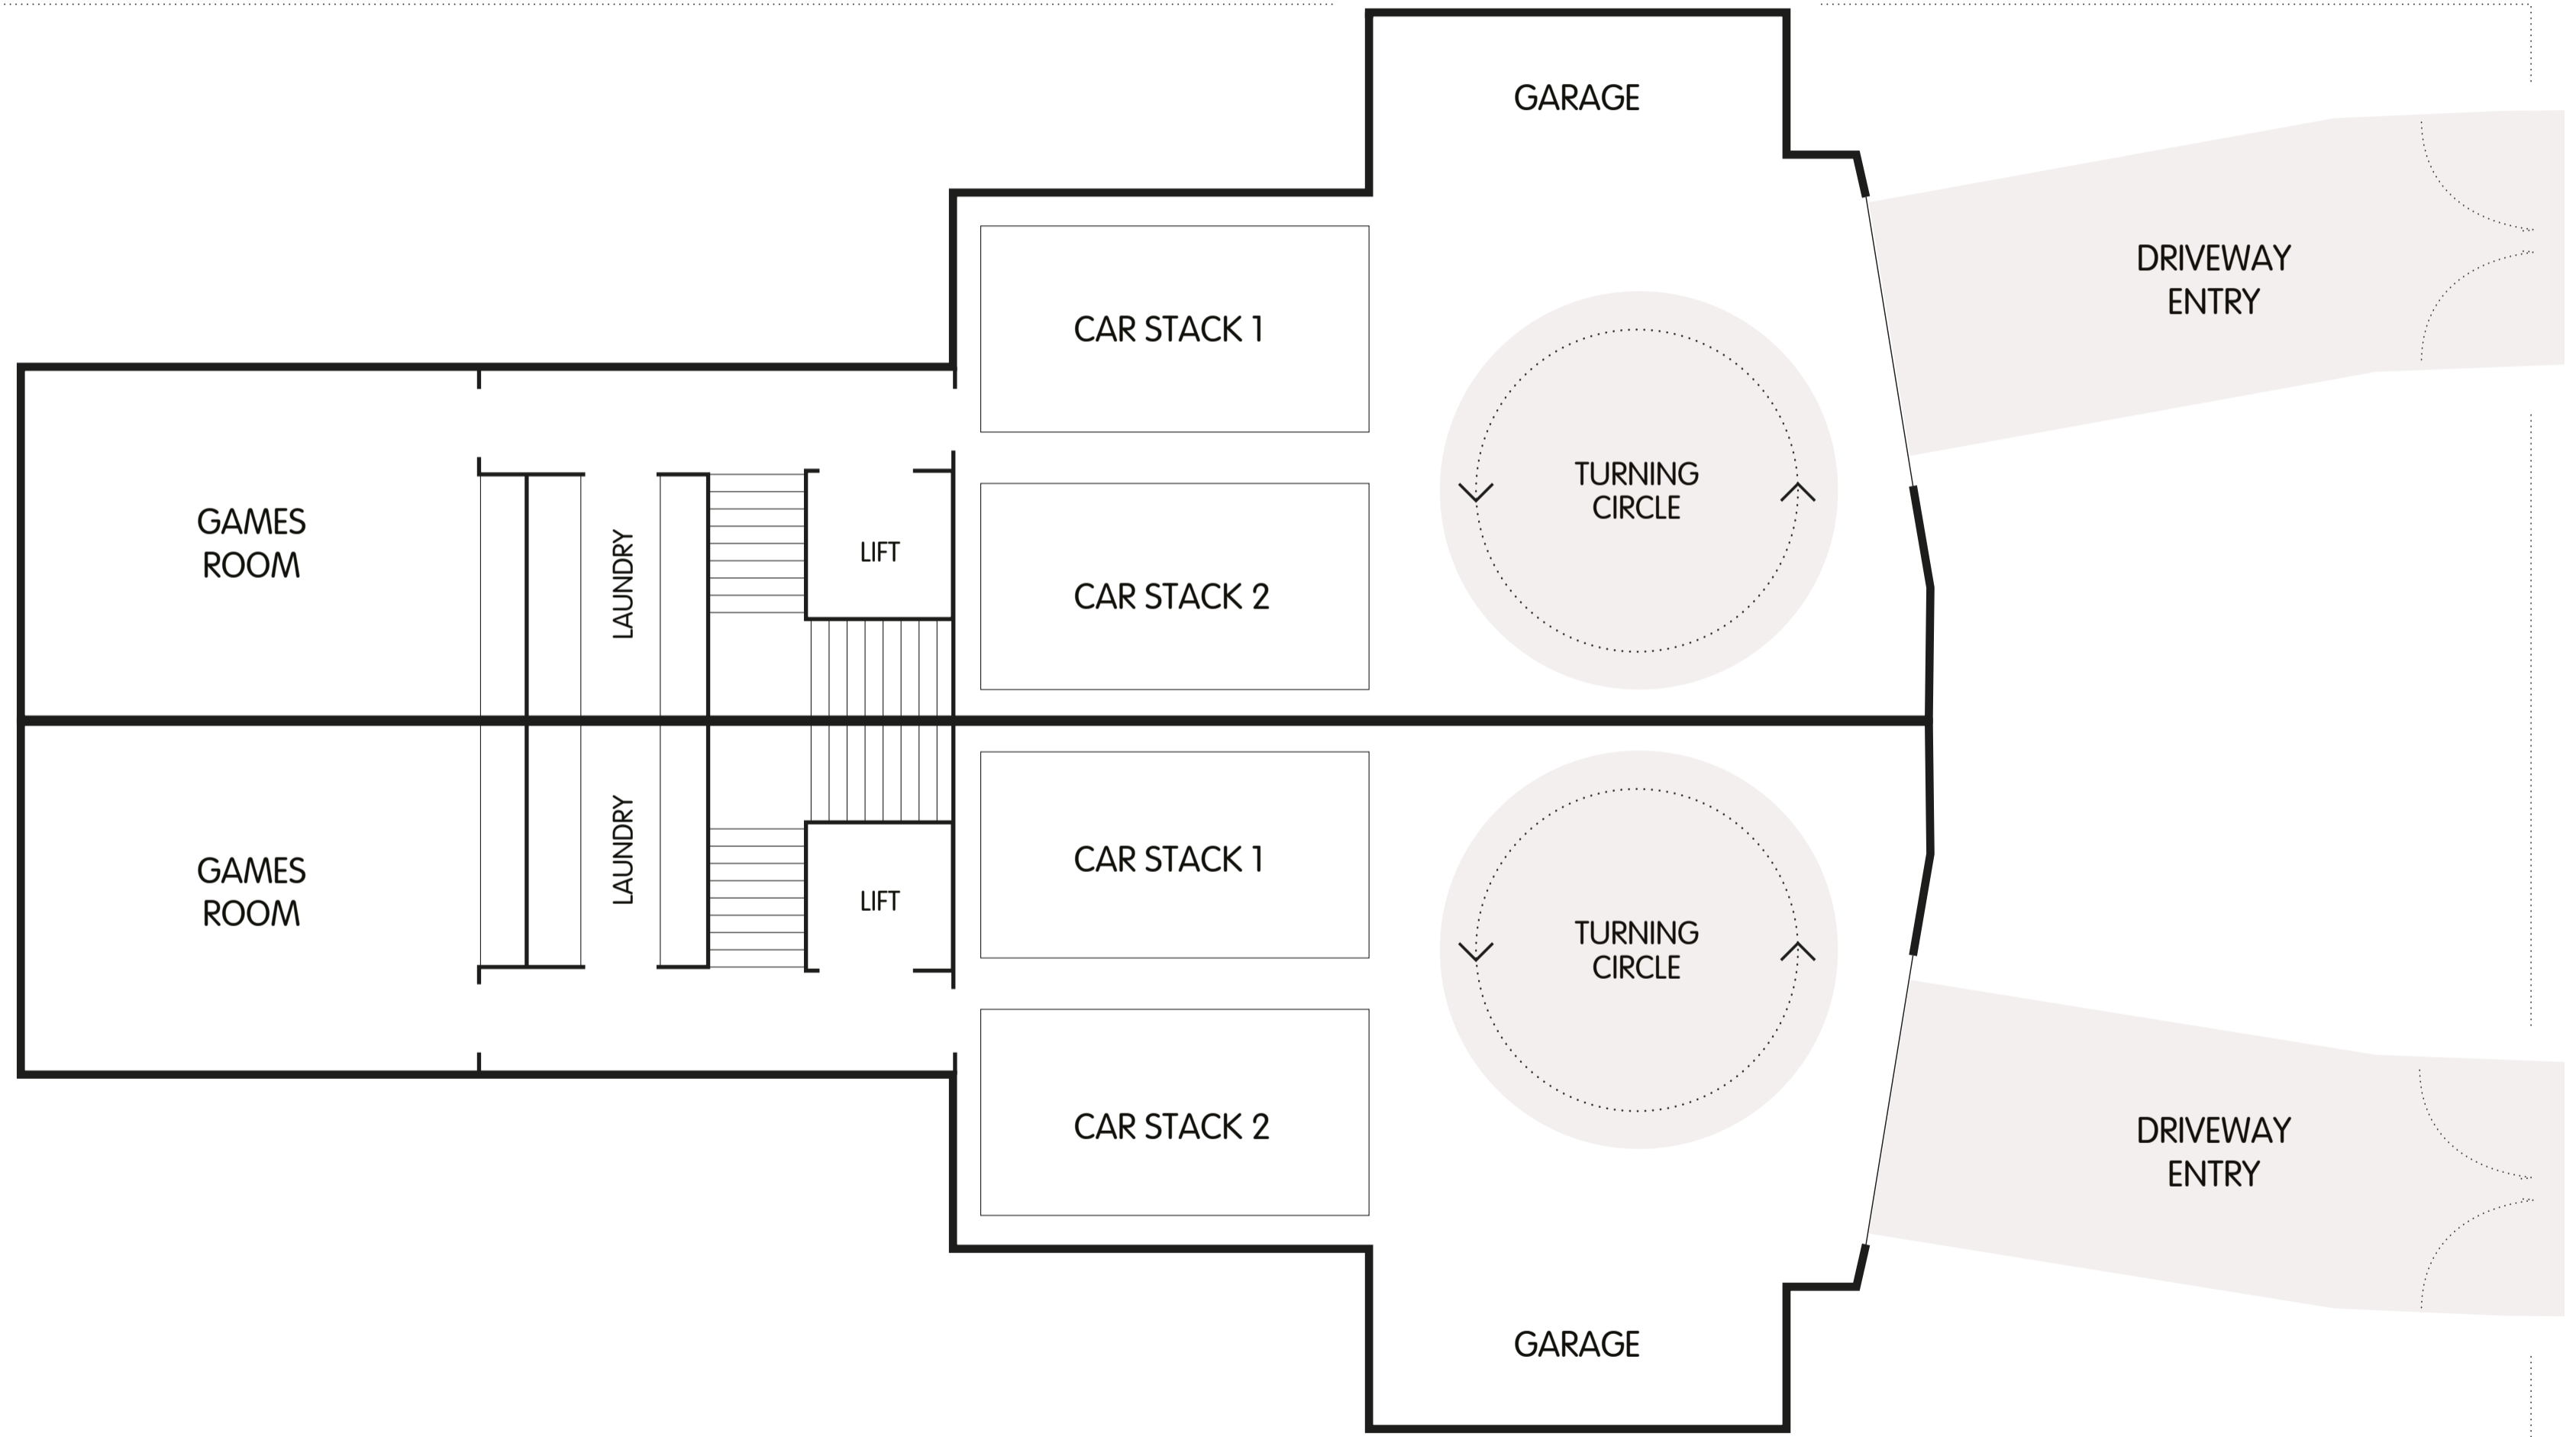 GARAGE
CAR STACK 1
DRIVEWAY
ENTRY
TURNING
CIRCLE
GAMES
ROOM
LAUNDRY
LIFT
CAR STACK 2
CAR STACK 1
GAMES
ROOM
LAUNDRY
LIFT
TURNING
CIRCLE
CAR STACK 2
DRIVEWAY
ENTRY
GARAGE